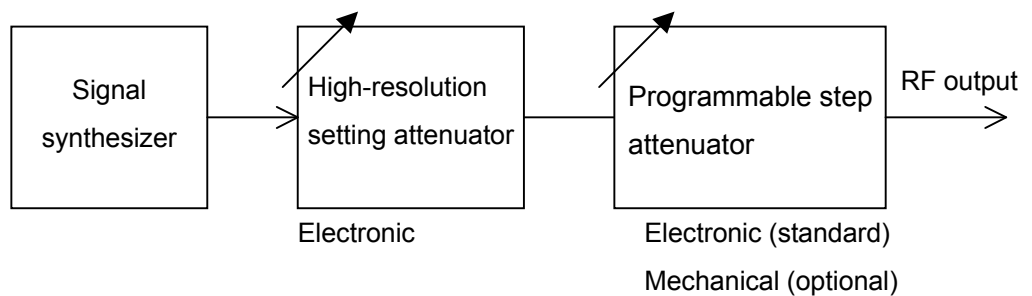 Signal
synthesizer
High-resolution
setting attenuator
Programmable step
attenuator
RF output
Electronic
Electronic (standard)
Mechanical (optional)